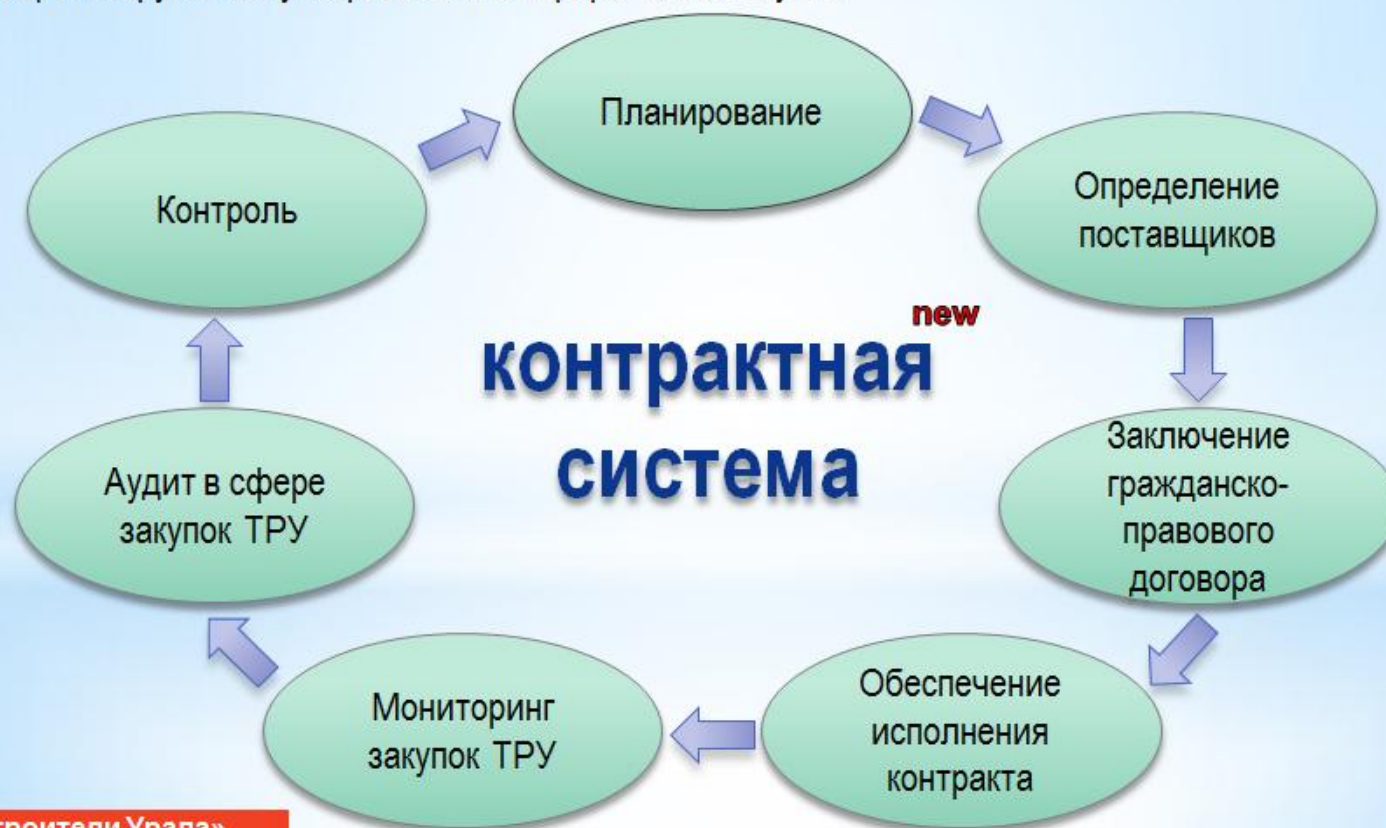 Планирование
Контроль
Определение
поставщиков
new
контрактная
система
Заключение
гражданско-
правового
договора
Аудит в сфере
закупок ТРУ
Обеспечение
исполнения
контракта
Мониторинг
закупок ТРУ
Урала»